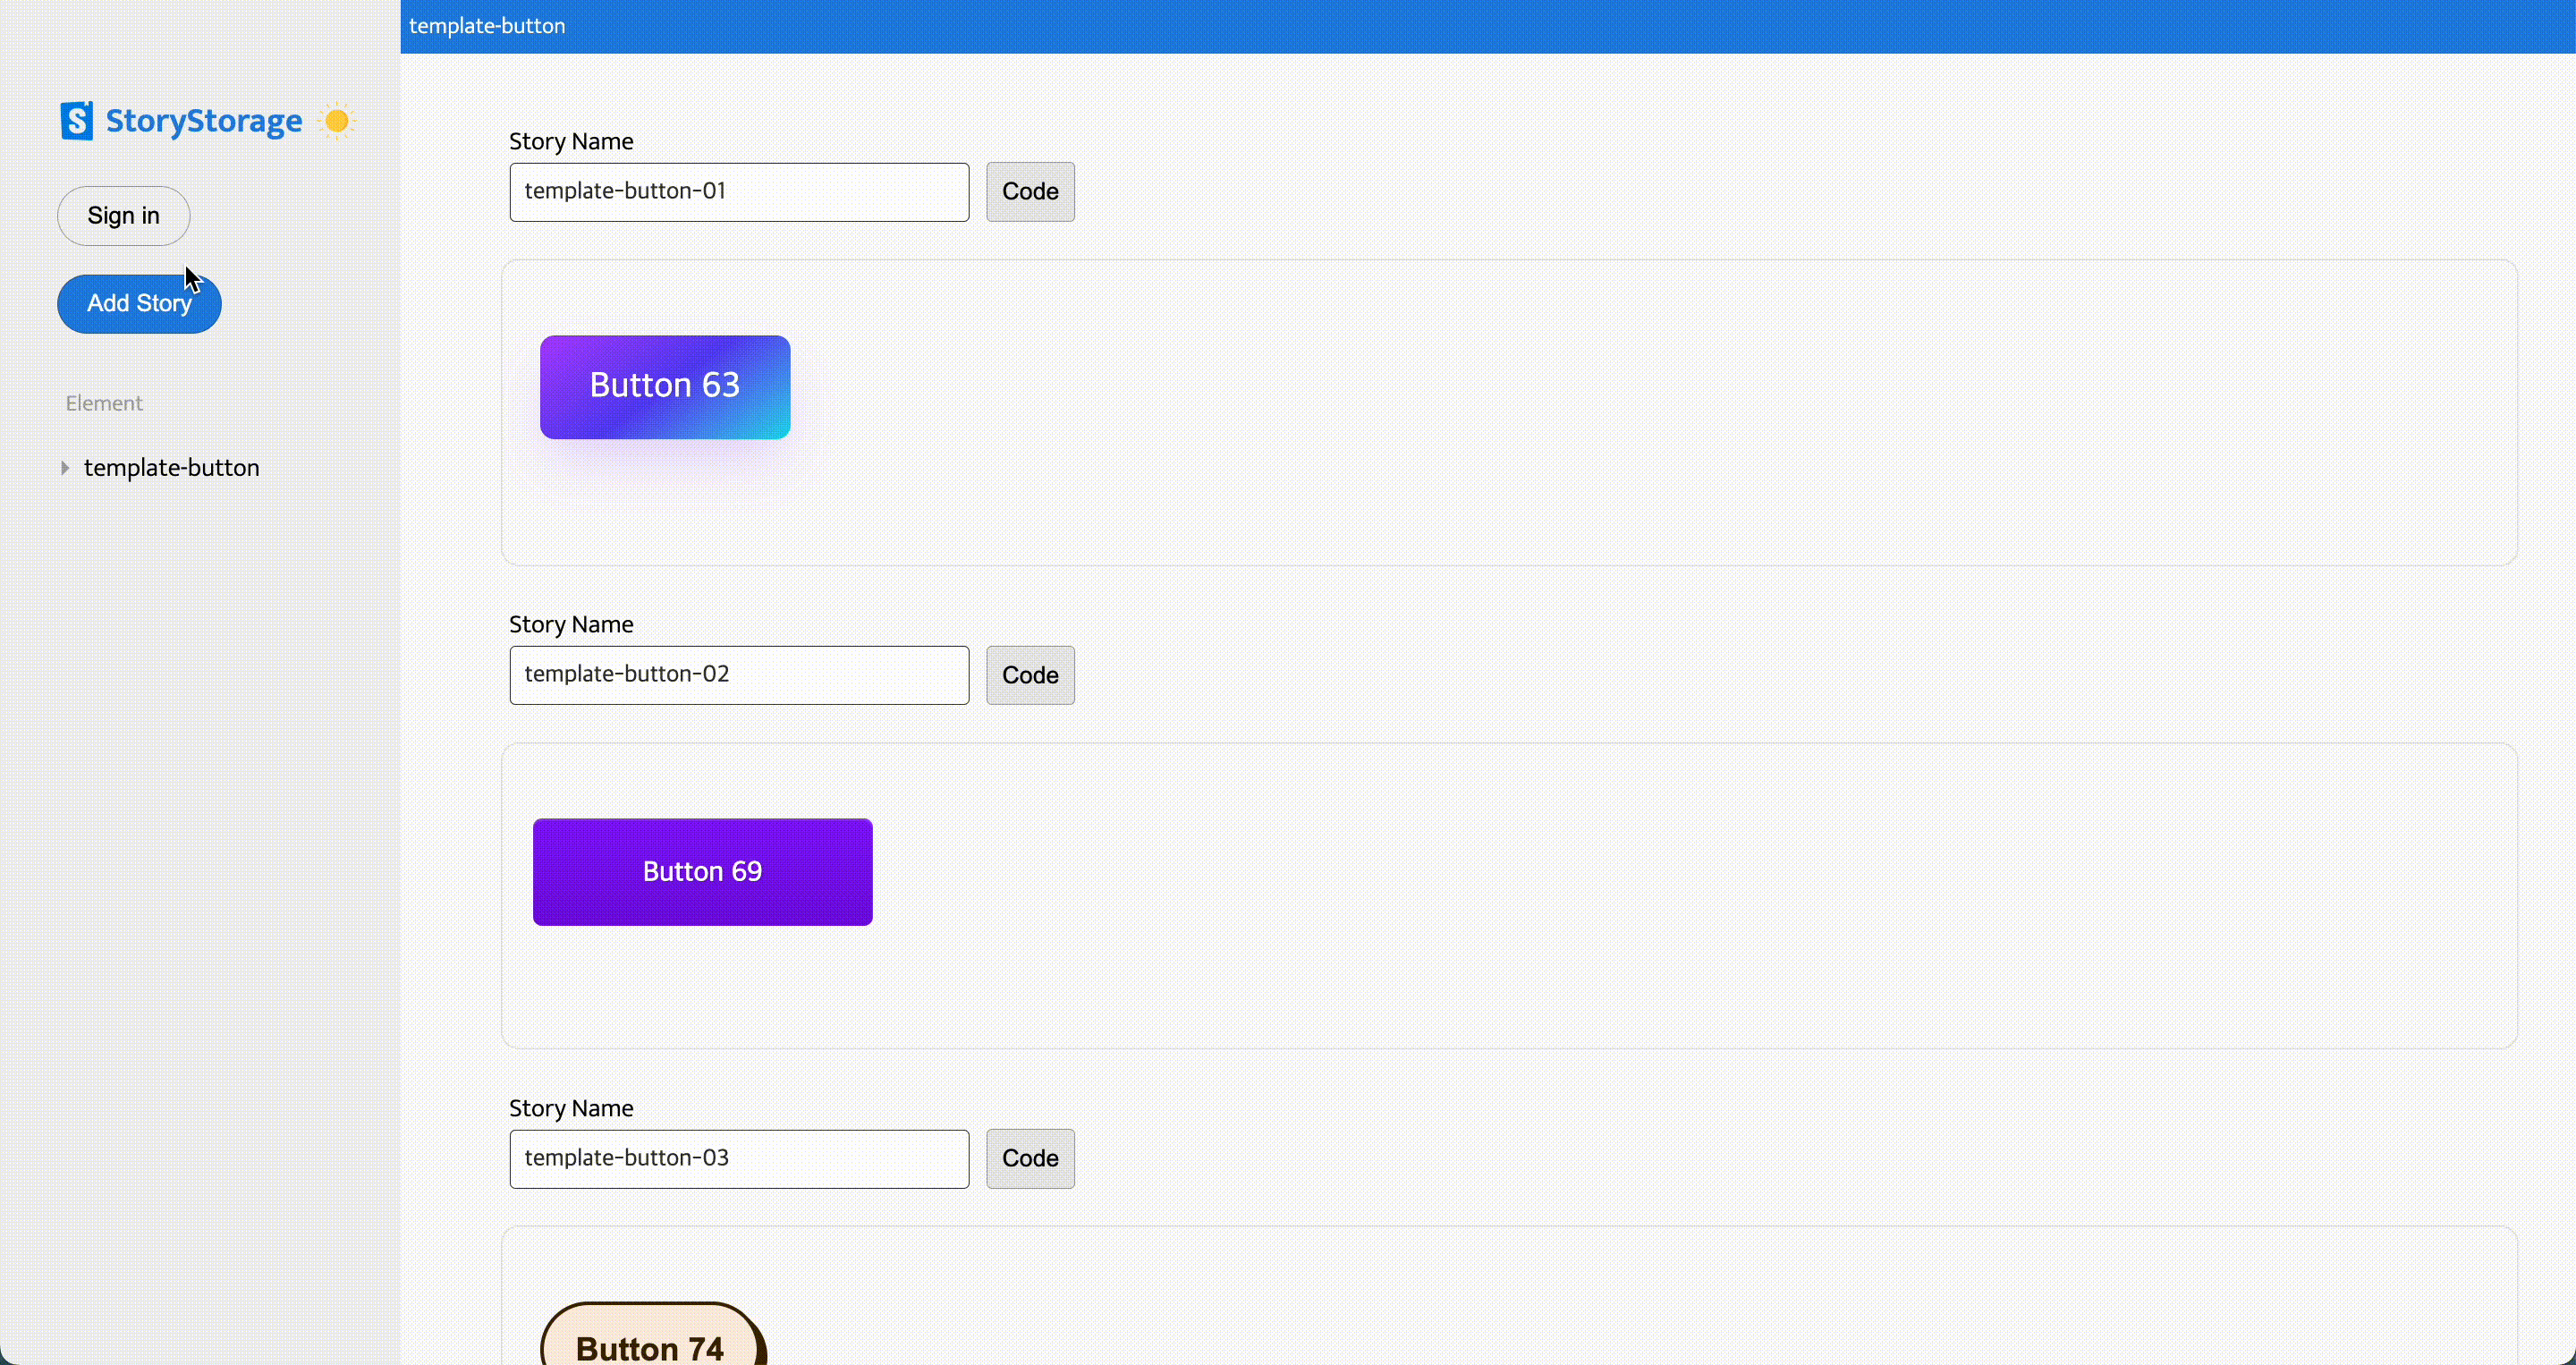 template-button
StoryStorage
Sign in
Add Story
Element
template-button
Story Name
template-button-01
Code
Button 63
Story Name
template-button-02
Code
Button 69
Story Name
template-button-03
Code
Button 74